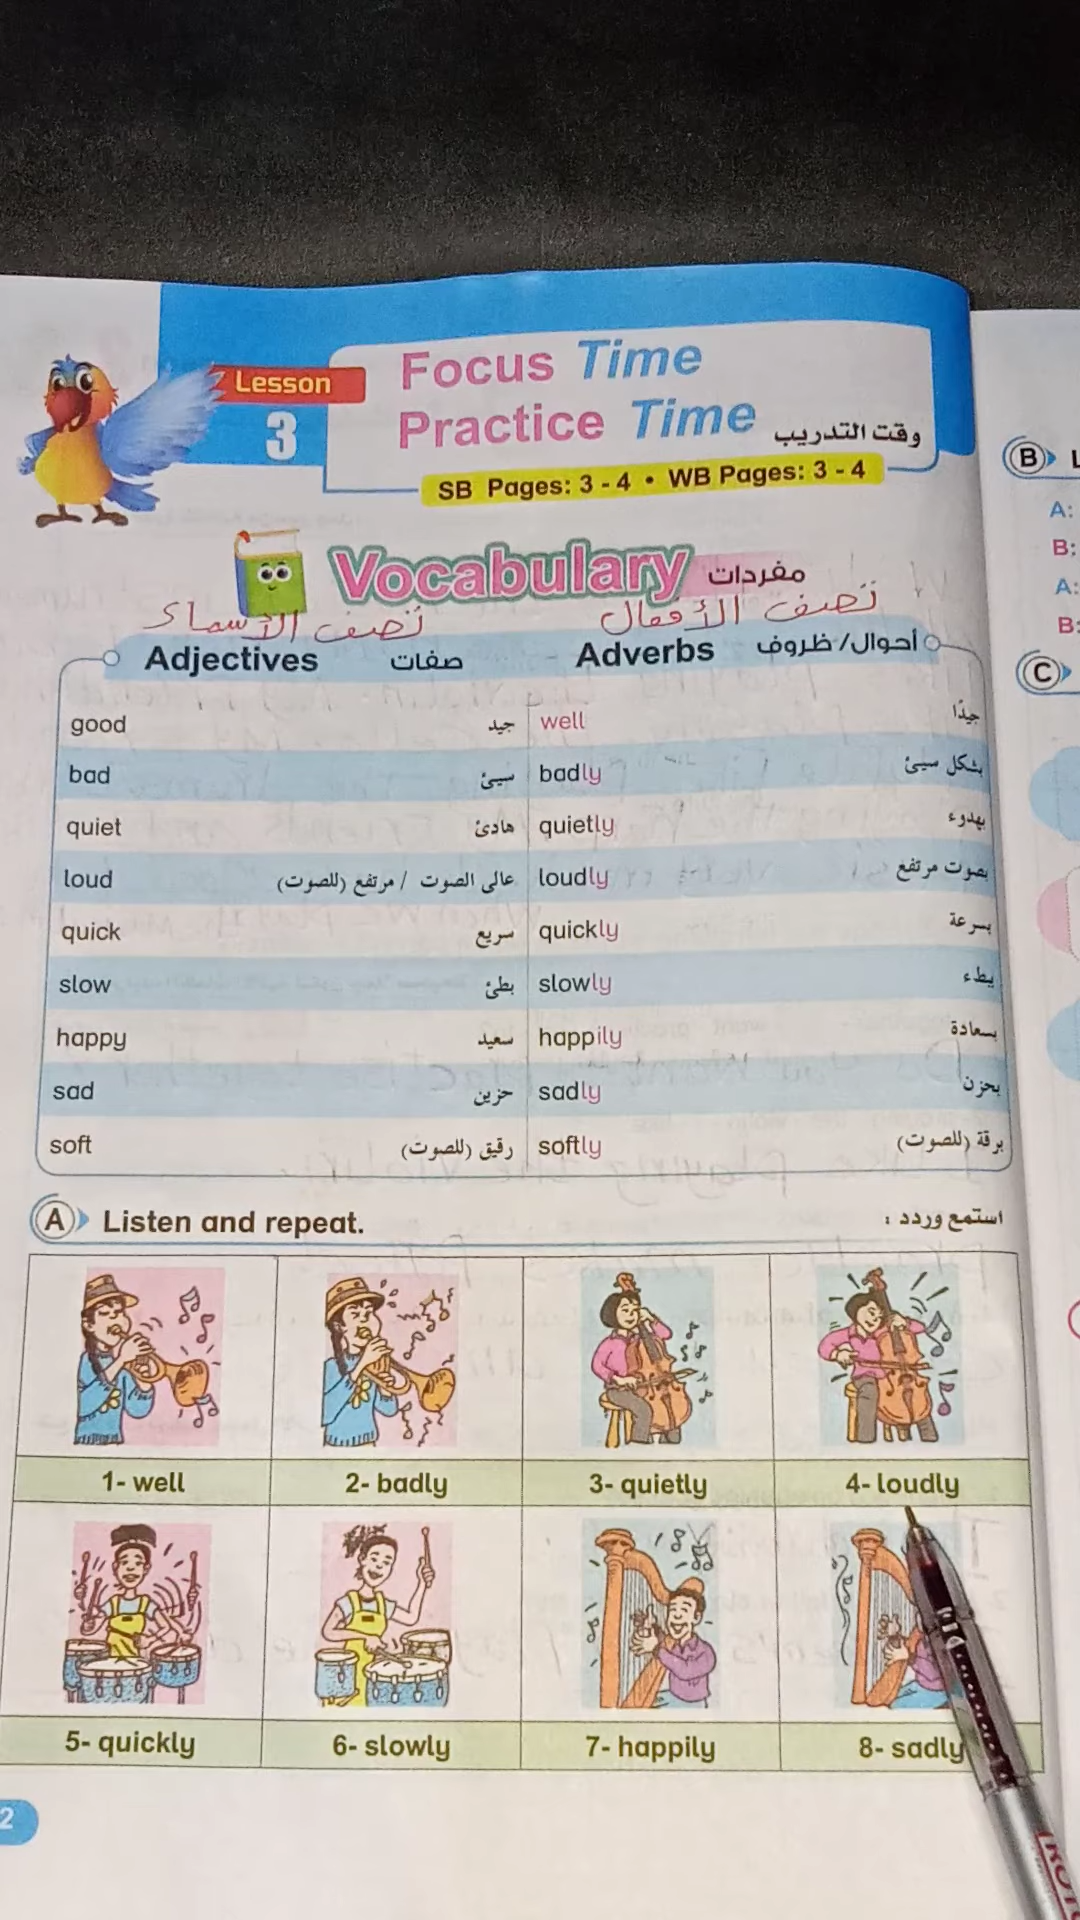 Lesson
3
Focus Time
Practice Time وقت التدريب
SB Pages: 3 - 4 • WB Pages: 3 - 4
Vocabulary مفردات
تصف الأسماء تصف الأفعال
Adjectives صفات Adverbs أحوال/ظروف
good جيد well جيدًا
bad سيئ badly بشكل سيئ
quiet هادئ quietly بهدوء
loud عالى الصوت / مرتفع (للصوت) loudly بصوت مرتفع
quick سريع quickly بسرعة
slow بطئ slowly ببطء
happy سعيد happily بسعادة
sad حزين sadly بحزن
soft رقيق (للصوت) softly برقة (للصوت)
A Listen and repeat. استمع وردد :
1- well 2- badly 3- quietly 4- loudly
5- quickly 6- slowly 7- happily 8- sadly
2
B L
A:
B:
A:
B:
C